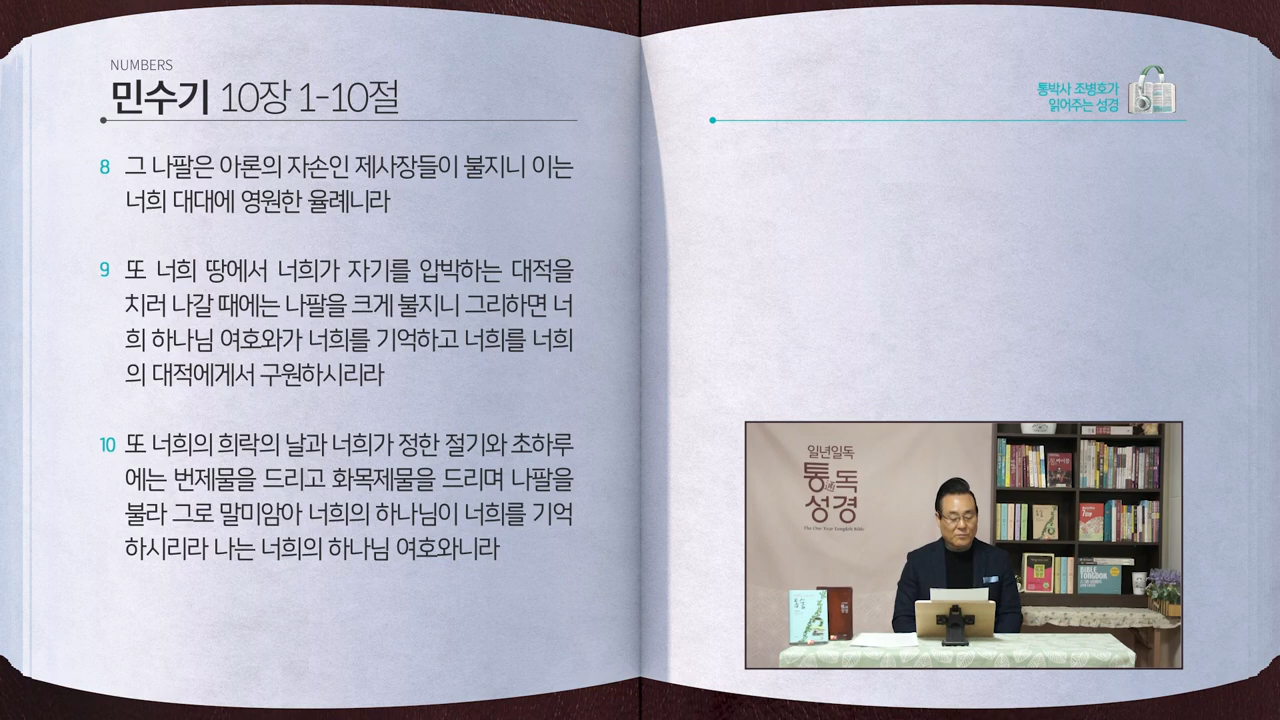 NUMBERS
민수기 10장 1-10절
8 그 나팔은 아론의 자손인 제사장들이 불지니 이는
너희 대대에 영원한 율례니라
9 또 너희 땅에서 너희가 자기를 압박하는 대적을
치러 나갈 때에는 나팔을 크게 불지니 그리하면 너
희 하나님 여호와가 너희를 기억하고 너희를 너희
의 대적에게서 구원하시리라
10 또 너희의 희락의 날과 너희가 정한 절기와 초하루
에는 번제물을 드리고 화목제물을 드리며 나팔을
불라 그로 말미암아 너희의 하나님이 너희를 기억
하시리라 나는 너희의 하나님 여호와니라
통박사 조병호가
읽어주는 성경
일년일독
통독
성경
The One Year Tongdok Bible
BIBLE
TONGDOK